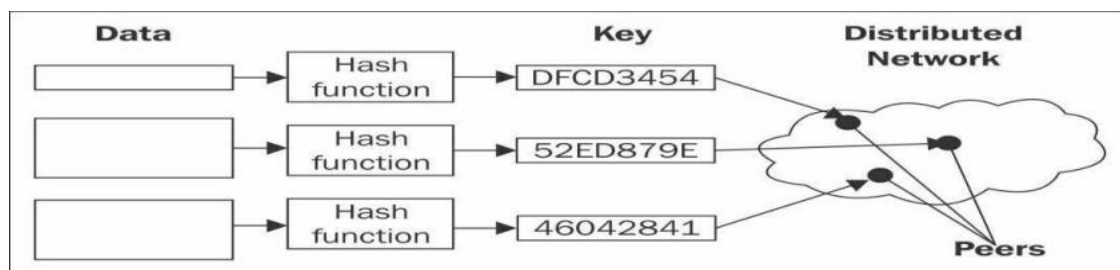 Data
Key
Distributed
Network
Hash
function
DFCD3454
Hash
function
52ED879E
Hash
function
46042841
Peers